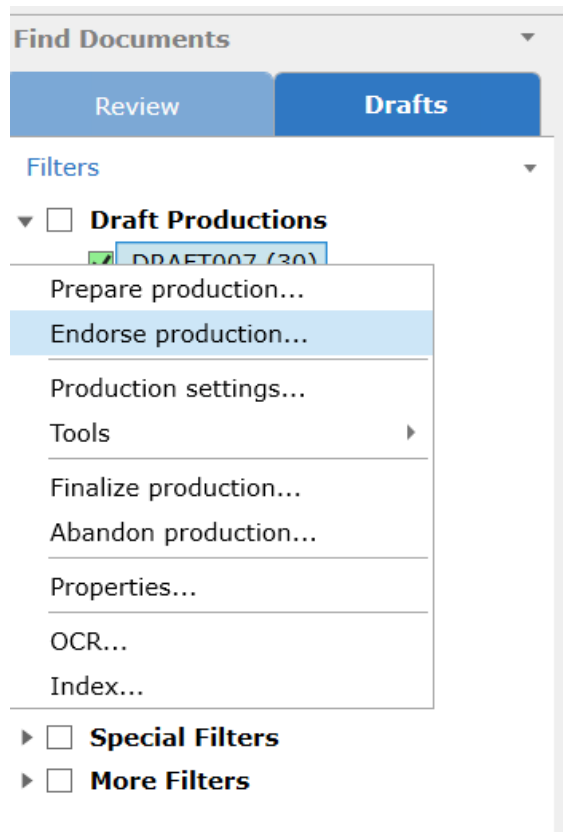 Find Documents
Review Drafts
Filters
Draft Productions
DRAFT007 (30)
Prepare production...
Endorse production...
Production settings...
Tools
Finalize production...
Abandon production...
Properties...
OCR...
Index...
Special Filters
More Filters